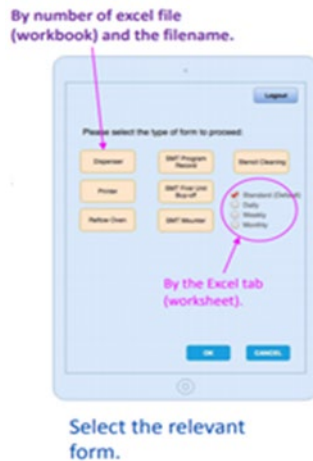 By number of excel file
(workbook) and the filename.
Logout
Please select the type of form to proceed:
Dispenser
SMT Program
Record
Stencil Cleaning
Printer
SMT First Unit
Buy-off
Standard (Default)
Daily
Weekly
Monthly
Reflow Oven
SMT Mounter
By the Excel tab
(worksheet).
OK
CANCEL
Select the relevant
form.